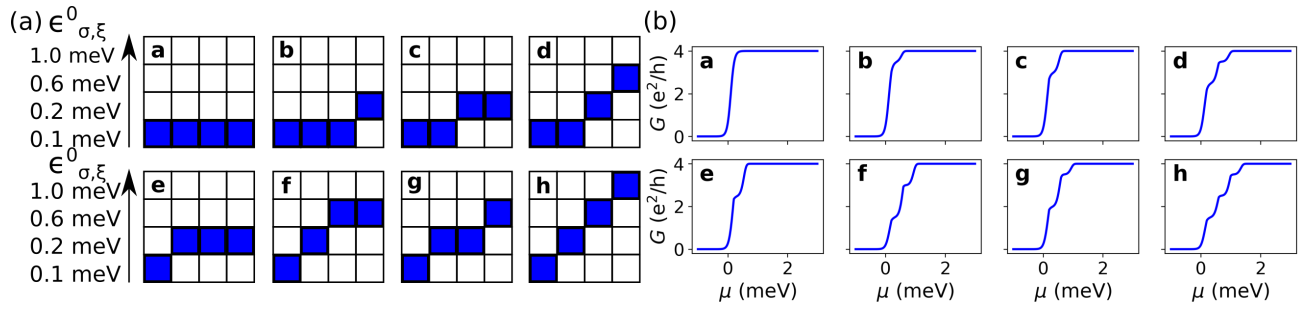 (a) ϵ⁰σ,ξ
1.0 meV
0.6 meV
0.2 meV
0.1 meV
a b c d
ϵ⁰σ,ξ
1.0 meV
0.6 meV
0.2 meV
0.1 meV
e f g h
(b)
G (e²/h)
4
2
0
a b c d
G (e²/h)
4
2
0
e f g h
0 2 0 2 0 2 0 2
μ (meV) μ (meV) μ (meV) μ (meV)